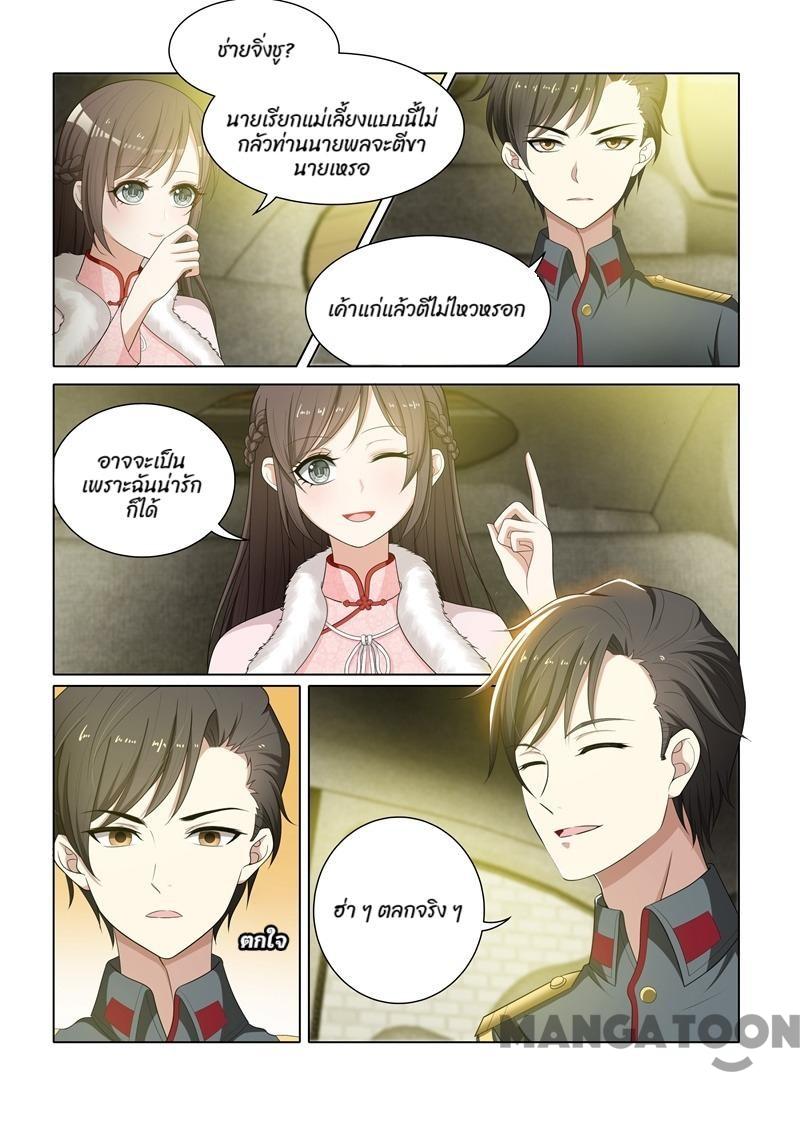 ช่ายจิ่งชู?
นายเรียกแม่เลี้ยงแบบนี้ไม่
กลัวท่านนายพลจะตีขา
นายเหรอ
เค้าแก่แล้วตีไม่ไหวหรอก
อาจจะเป็น
เพราะฉันน่ารัก
ก็ได้
ตกใจ
ฮ่า ๆ ตลกจริง ๆ
MANGATOON